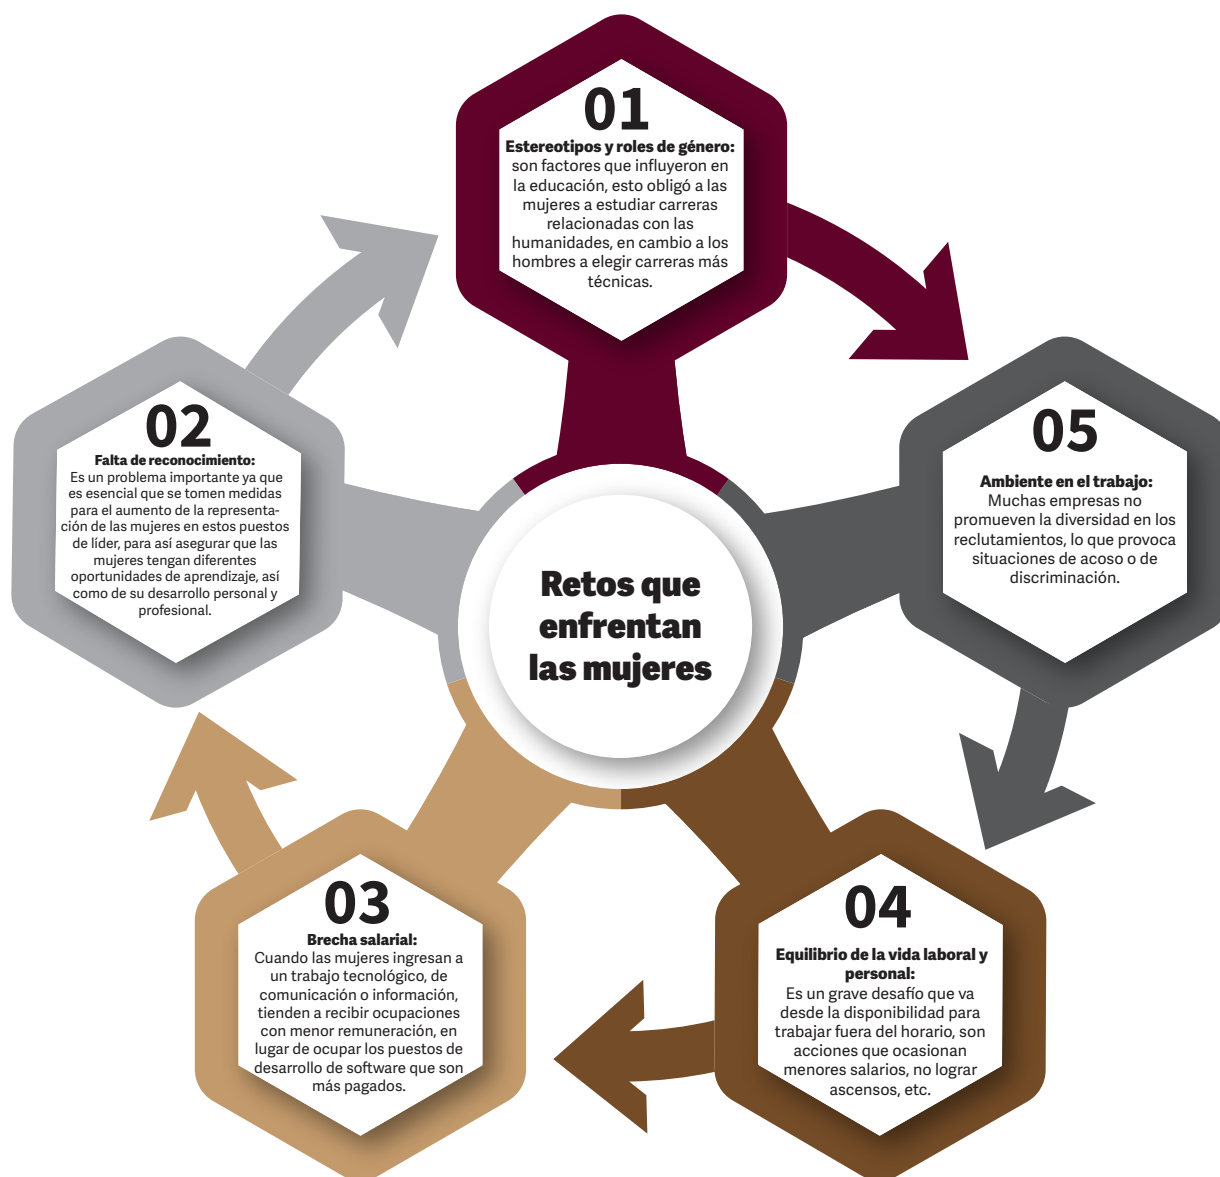 01
Estereotipos y roles de género:
son factores que influyeron en
la educación, esto obligó a las
mujeres a estudiar carreras
relacionadas con las
humanidades, en cambio a los
hombres a elegir carreras más
técnicas.
02
Falta de reconocimiento:
Es un problema importante ya que
es esencial que se tomen medidas
para el aumento de la representa-
ción de las mujeres en estos puestos
de líder, para así asegurar que las
mujeres tengan diferentes
oportunidades de aprendizaje, así
como de su desarrollo personal y
profesional.
05
Ambiente en el trabajo:
Muchas empresas no
promueven la diversidad en los
reclutamientos, lo que provoca
situaciones de acoso o de
discriminación.
Retos que
enfrentan
las mujeres
03
Brecha salarial:
Cuando las mujeres ingresan a
un trabajo tecnológico, de
comunicación o información,
tienden a recibir ocupaciones
con menor remuneración, en
lugar de ocupar los puestos de
desarrollo de software que son
más pagados.
04
Equilibrio de la vida laboral y
personal:
Es un grave desafío que va
desde la disponibilidad para
trabajar fuera del horario, son
acciones que ocasionan
menores salarios, no lograr
ascensos, etc.